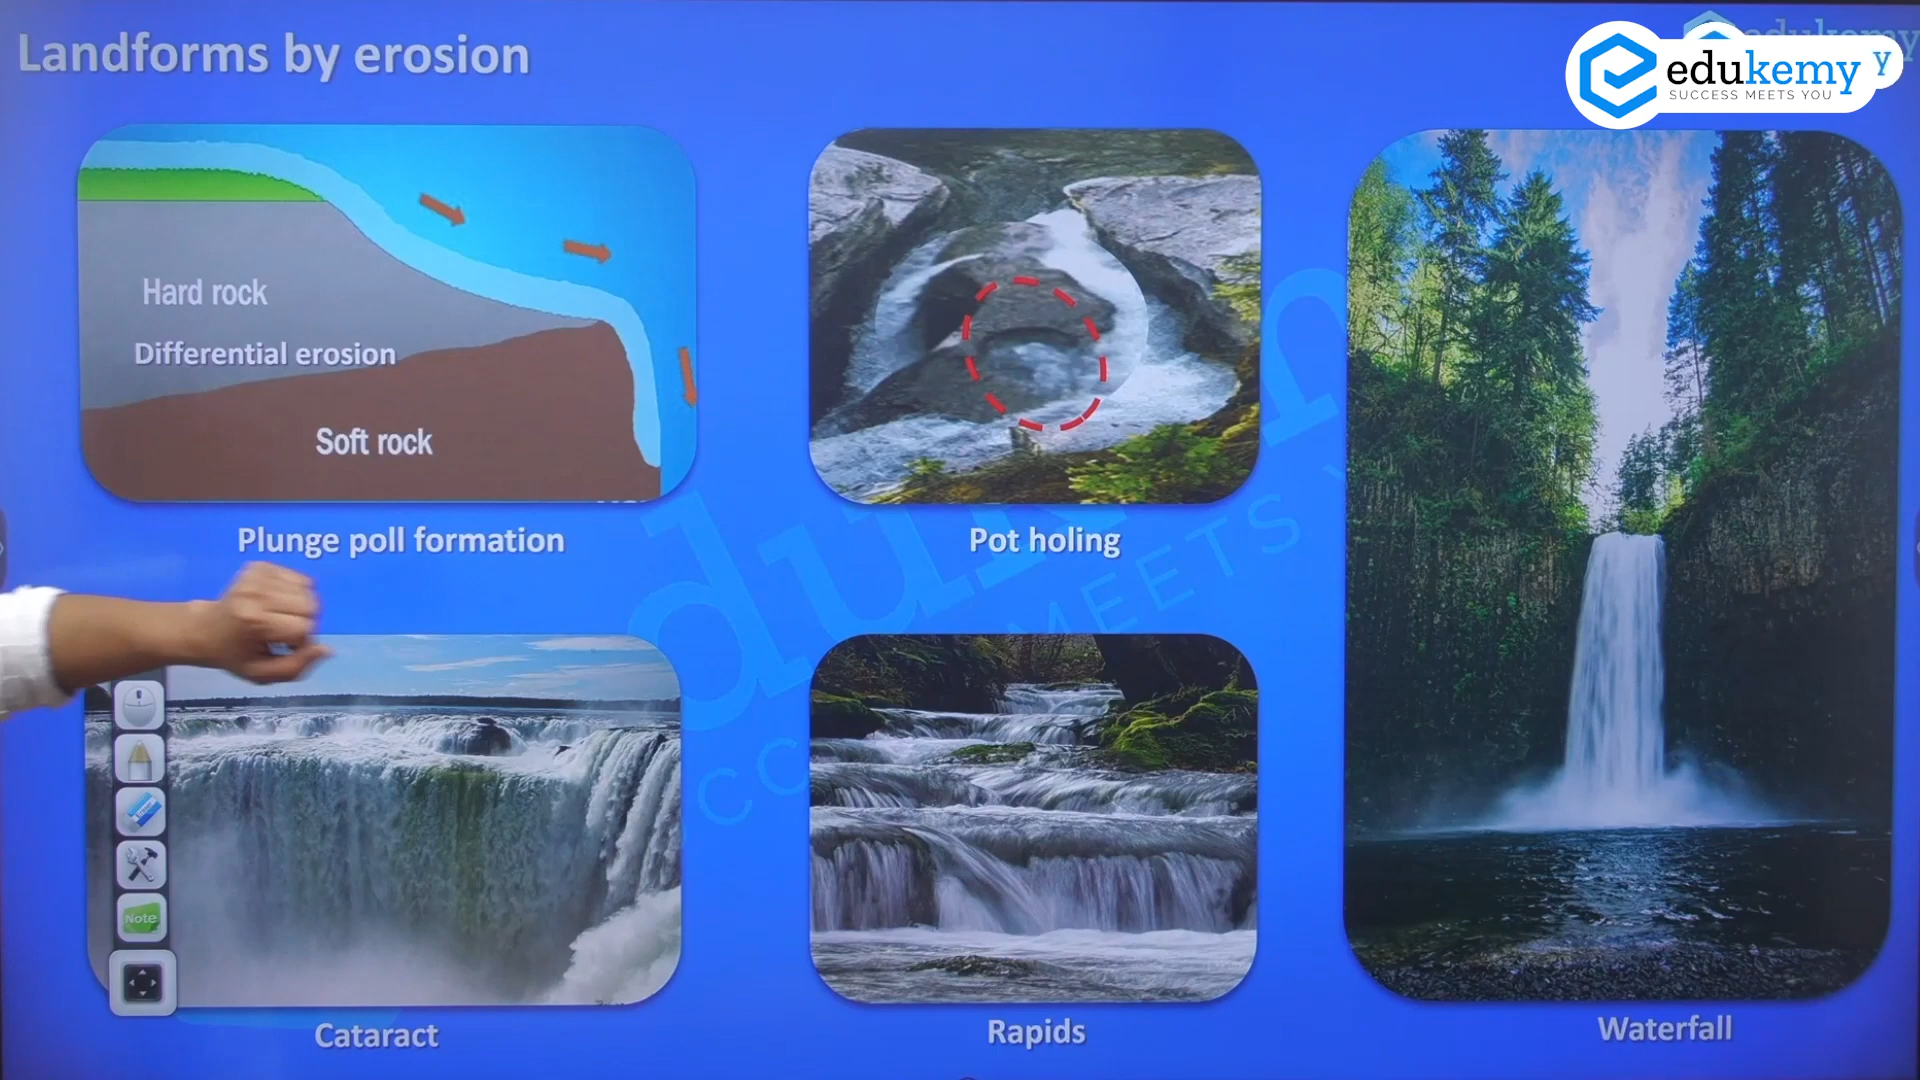 Landforms by erosion
edukemy
y
SUCCESS MEETS YOU
Hard rock
Differential erosion
Soft rock
Plunge poll formation
Pot holing
MEETS
Note
Cataract
Rapids
Waterfall